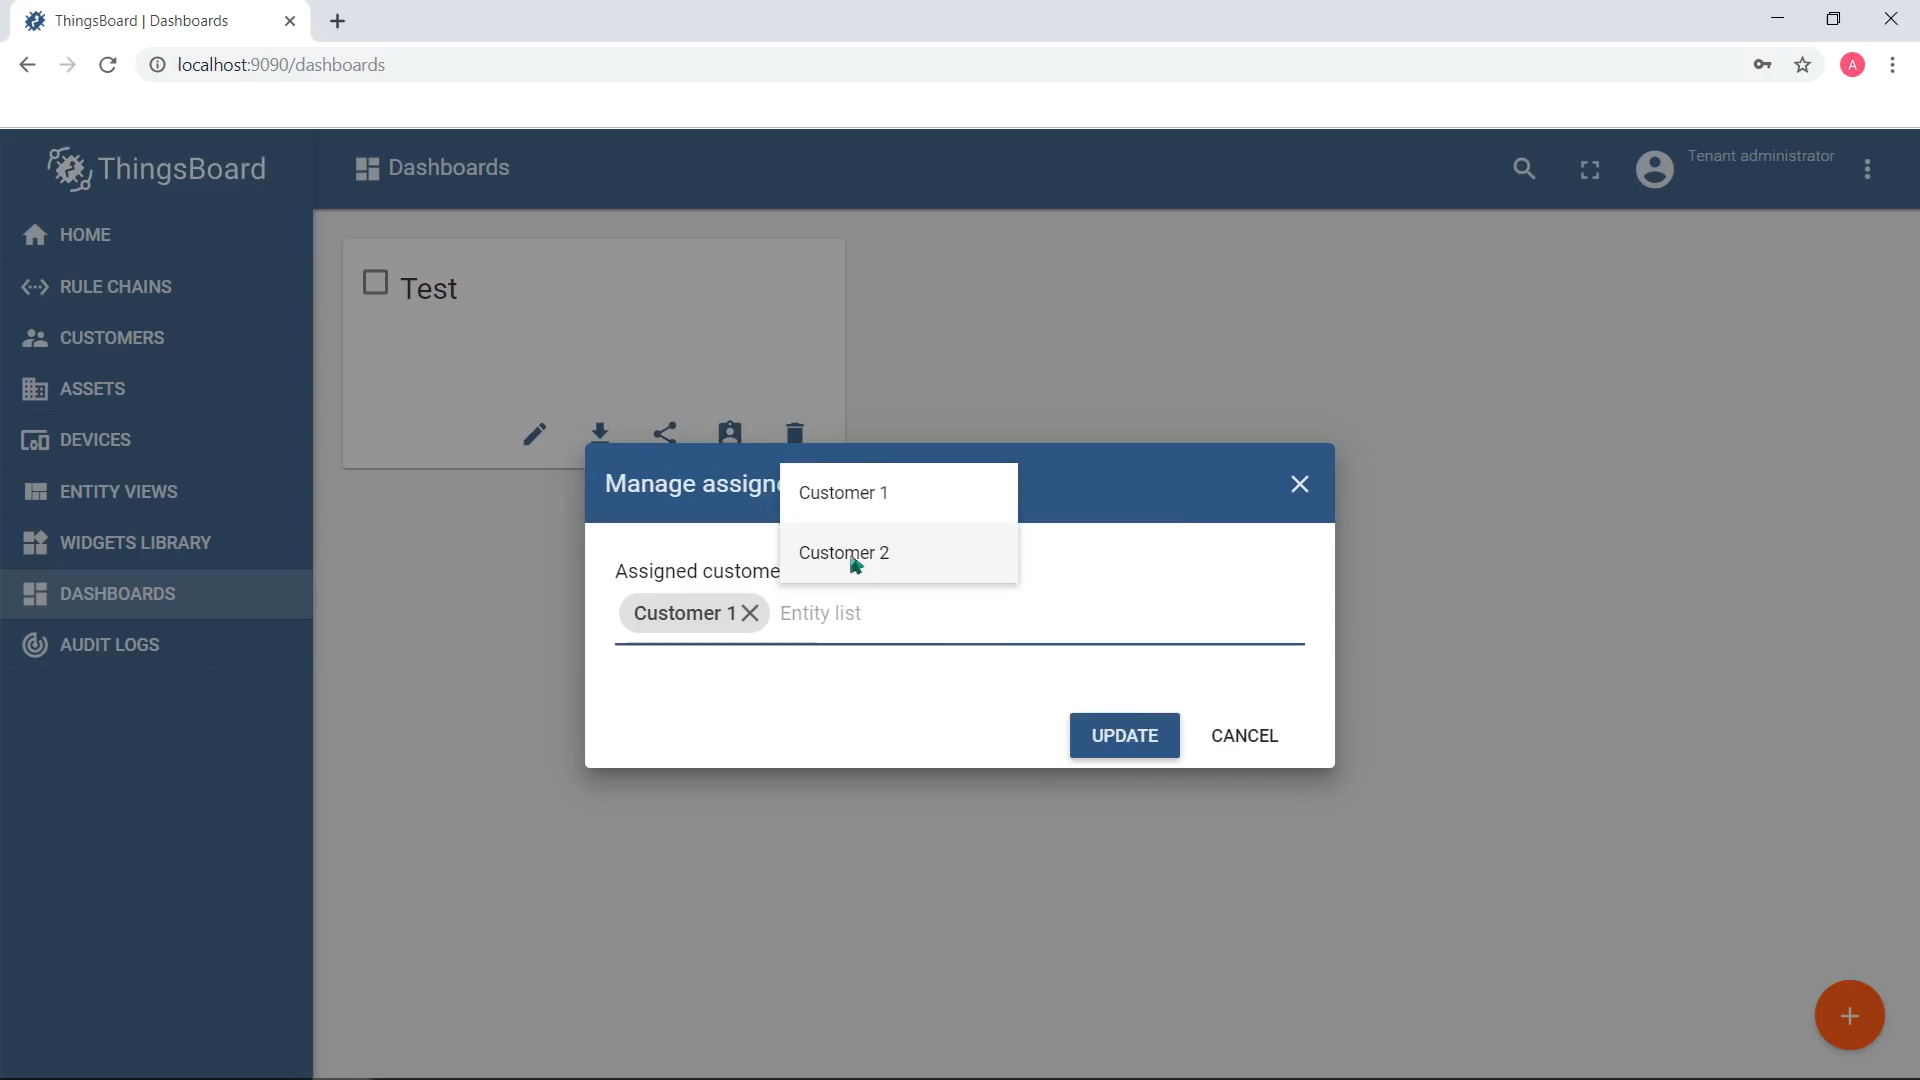 ThingsBoard | Dashboards
localhost:9090/dashboards
A
ThingsBoard
Dashboards
Tenant administrator
HOME
RULE CHAINS
CUSTOMERS
ASSETS
DEVICES
ENTITY VIEWS
WIDGETS LIBRARY
DASHBOARDS
AUDIT LOGS
Test
Manage assign
Customer 1
Customer 2
Assigned custome
Customer 1
Entity list
UPDATE
CANCEL